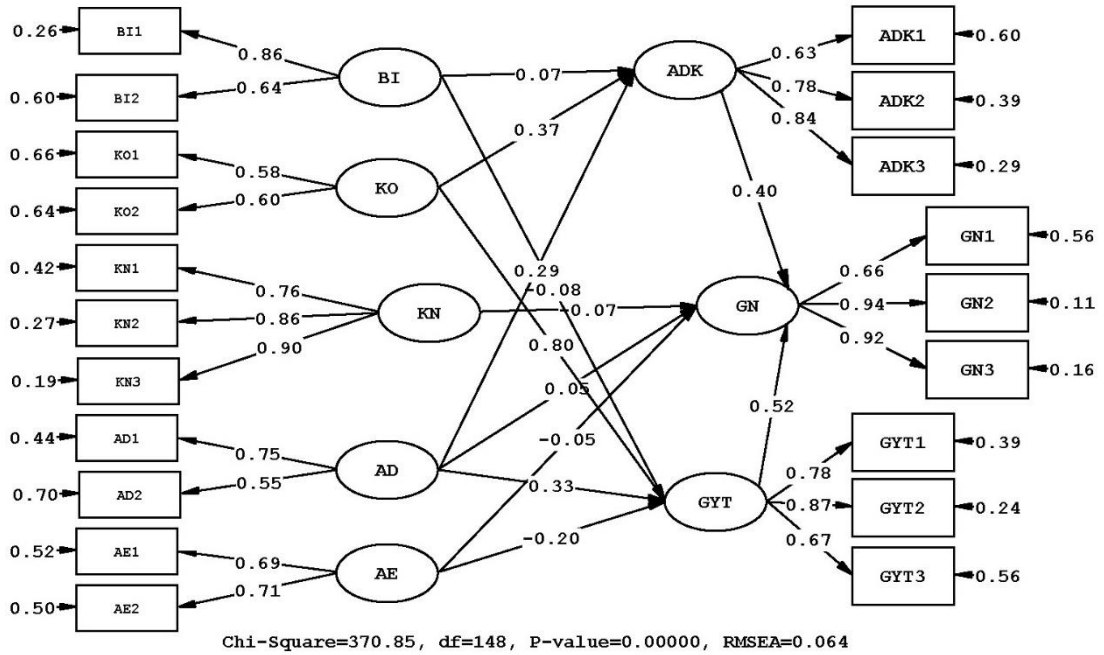 0.26 BI1
0.86
0.60 BI2
0.64
0.66 KO1
0.58
0.64 KO2
0.60
0.42 KN1
0.76
0.27 KN2
0.86
0.19 KN3
0.90
0.44 AD1
0.75
0.70 AD2
0.55
0.52 AE1
0.69
0.50 AE2
0.71
BI
KO
KN
AD
AE
0.07
0.37
0.29
-0.08
-0.07
0.80
0.05
-0.05
0.33
-0.20
ADK
0.40
GN
0.52
GYT
0.63
ADK1 0.60
0.78
ADK2 0.39
0.84
ADK3 0.29
0.66
GN1 0.56
0.94
GN2 0.11
0.92
GN3 0.16
0.78
GYT1 0.39
0.87
GYT2 0.24
0.67
GYT3 0.56
Chi-Square=370.85, df=148, P-value=0.00000, RMSEA=0.064